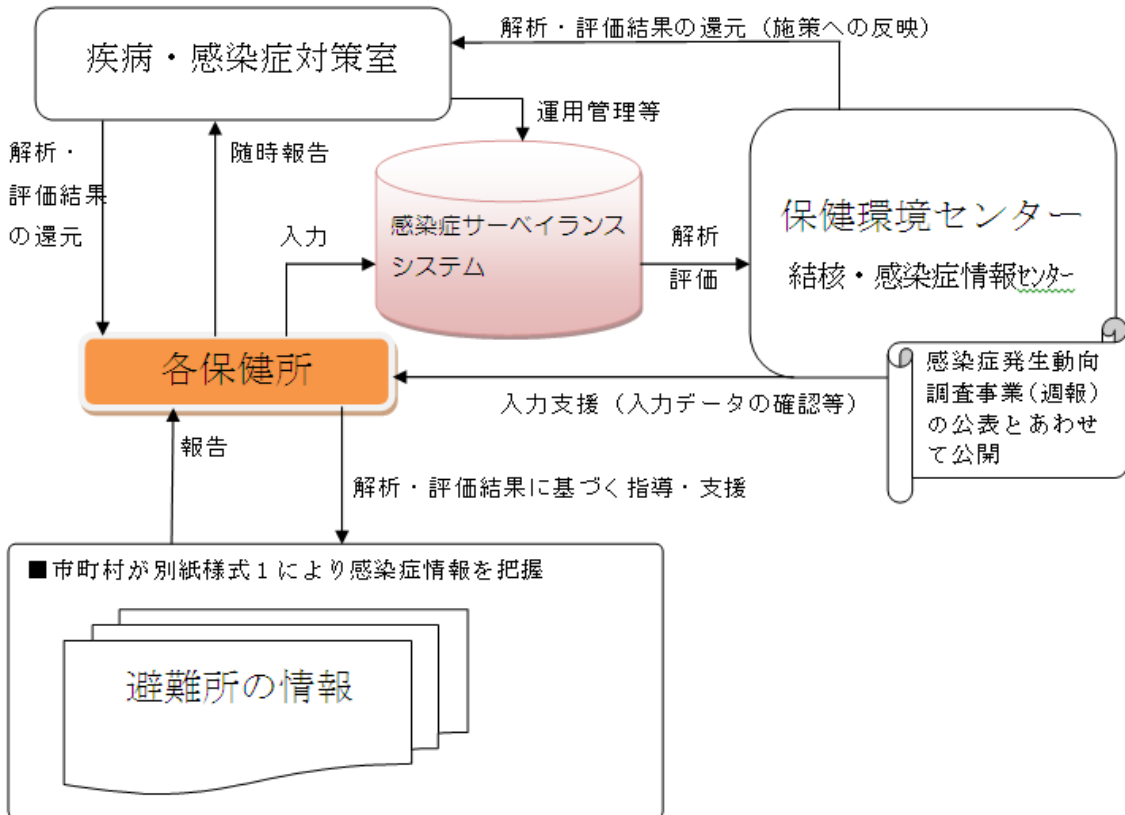 解析・評価結果の還元（施策への反映）
疾病・感染症対策室
運用管理等
解析・
評価結果
の還元
随時報告
入力
感染症サーベイランス
システム
解析
評価
保健環境センター
結核・感染症情報センター
各保健所
入力支援（入力データの確認等）
感染症発生動向
調査事業（週報）
の公表とあわせ
て公開
報告
解析・評価結果に基づく指導・支援
■市町村が別紙様式１により感染症情報を把握
避難所の情報